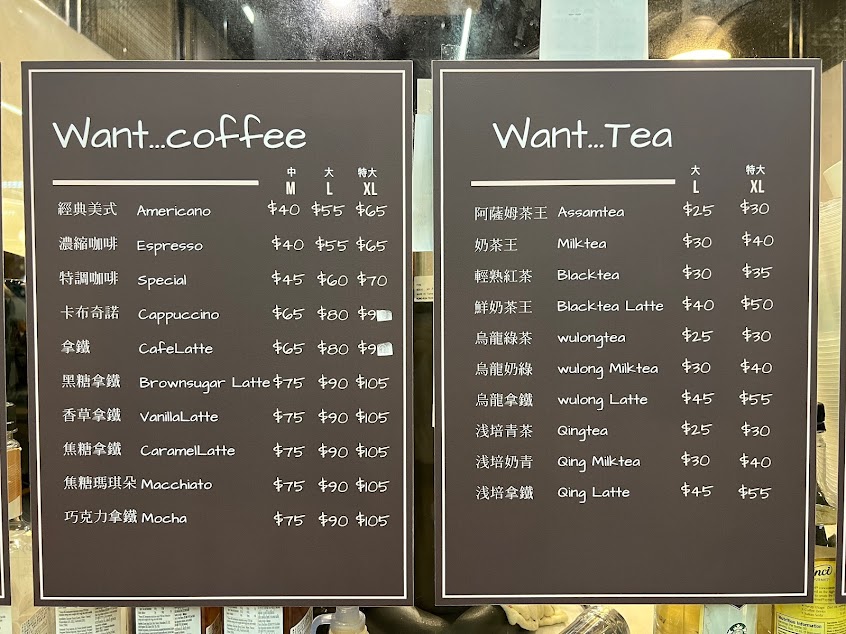 Want...coffee
中 大 特大
M L XL
經典美式 Americano $40 $55 $65
濃縮咖啡 Espresso $40 $55 $65
特調咖啡 Special $45 $60 $70
卡布奇諾 Cappuccino $65 $80
拿鐵 CafeLatte $65 $80
黑糖拿鐵 Brownsugar Latte $75 $90 $105
香草拿鐵 VanillaLatte $75 $90 $105
焦糖拿鐵 CaramelLatte $75 $90 $105
焦糖瑪琪朵 Macchiato $75 $90 $105
巧克力拿鐵 Mocha $75 $90 $105
Want...Tea
大 特大
L XL
阿薩姆茶王 Assamtea $25 $30
奶茶王 Milktea $30 $40
輕熟紅茶 Blacktea $30 $35
鮮奶茶王 Blacktea Latte $40 $50
烏龍綠茶 wulongtea $25 $30
烏龍奶綠 wulong Milktea $30 $40
烏龍拿鐵 wulong Latte $45 $55
浅培青茶 Qingtea $25 $30
浅培奶青 Qing Milktea $30 $40
浅培拿鐵 Qing Latte $45 $55